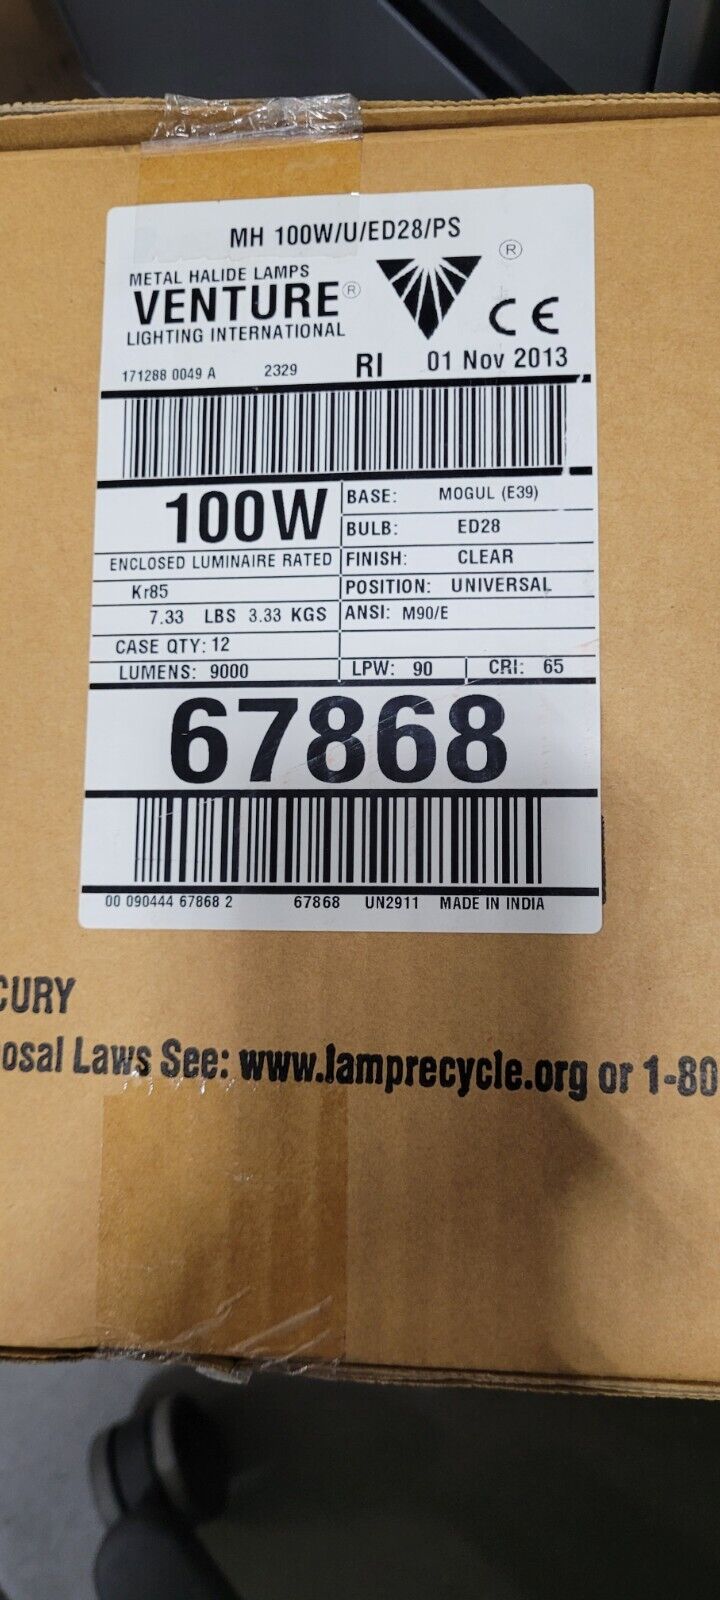 MH 100W/U/ED28/PS
METAL HALIDE LAMPS
VENTURE®
LIGHTING INTERNATIONAL
® CE
171288 0049 A 2329 RI 01 Nov 2013
100W
ENCLOSED LUMINAIRE RATED
Kr85
7.33 LBS 3.33 KGS
CASE QTY: 12
LUMENS: 9000
BASE: MOGUL (E39)
BULB: ED28
FINISH: CLEAR
POSITION: UNIVERSAL
ANSI: M90/E
LPW: 90 CRI: 65
67868
00 090444 67868 2 67868 UN2911 MADE IN INDIA
CURY
osal Laws See: www.lamprecycle.org or 1-80